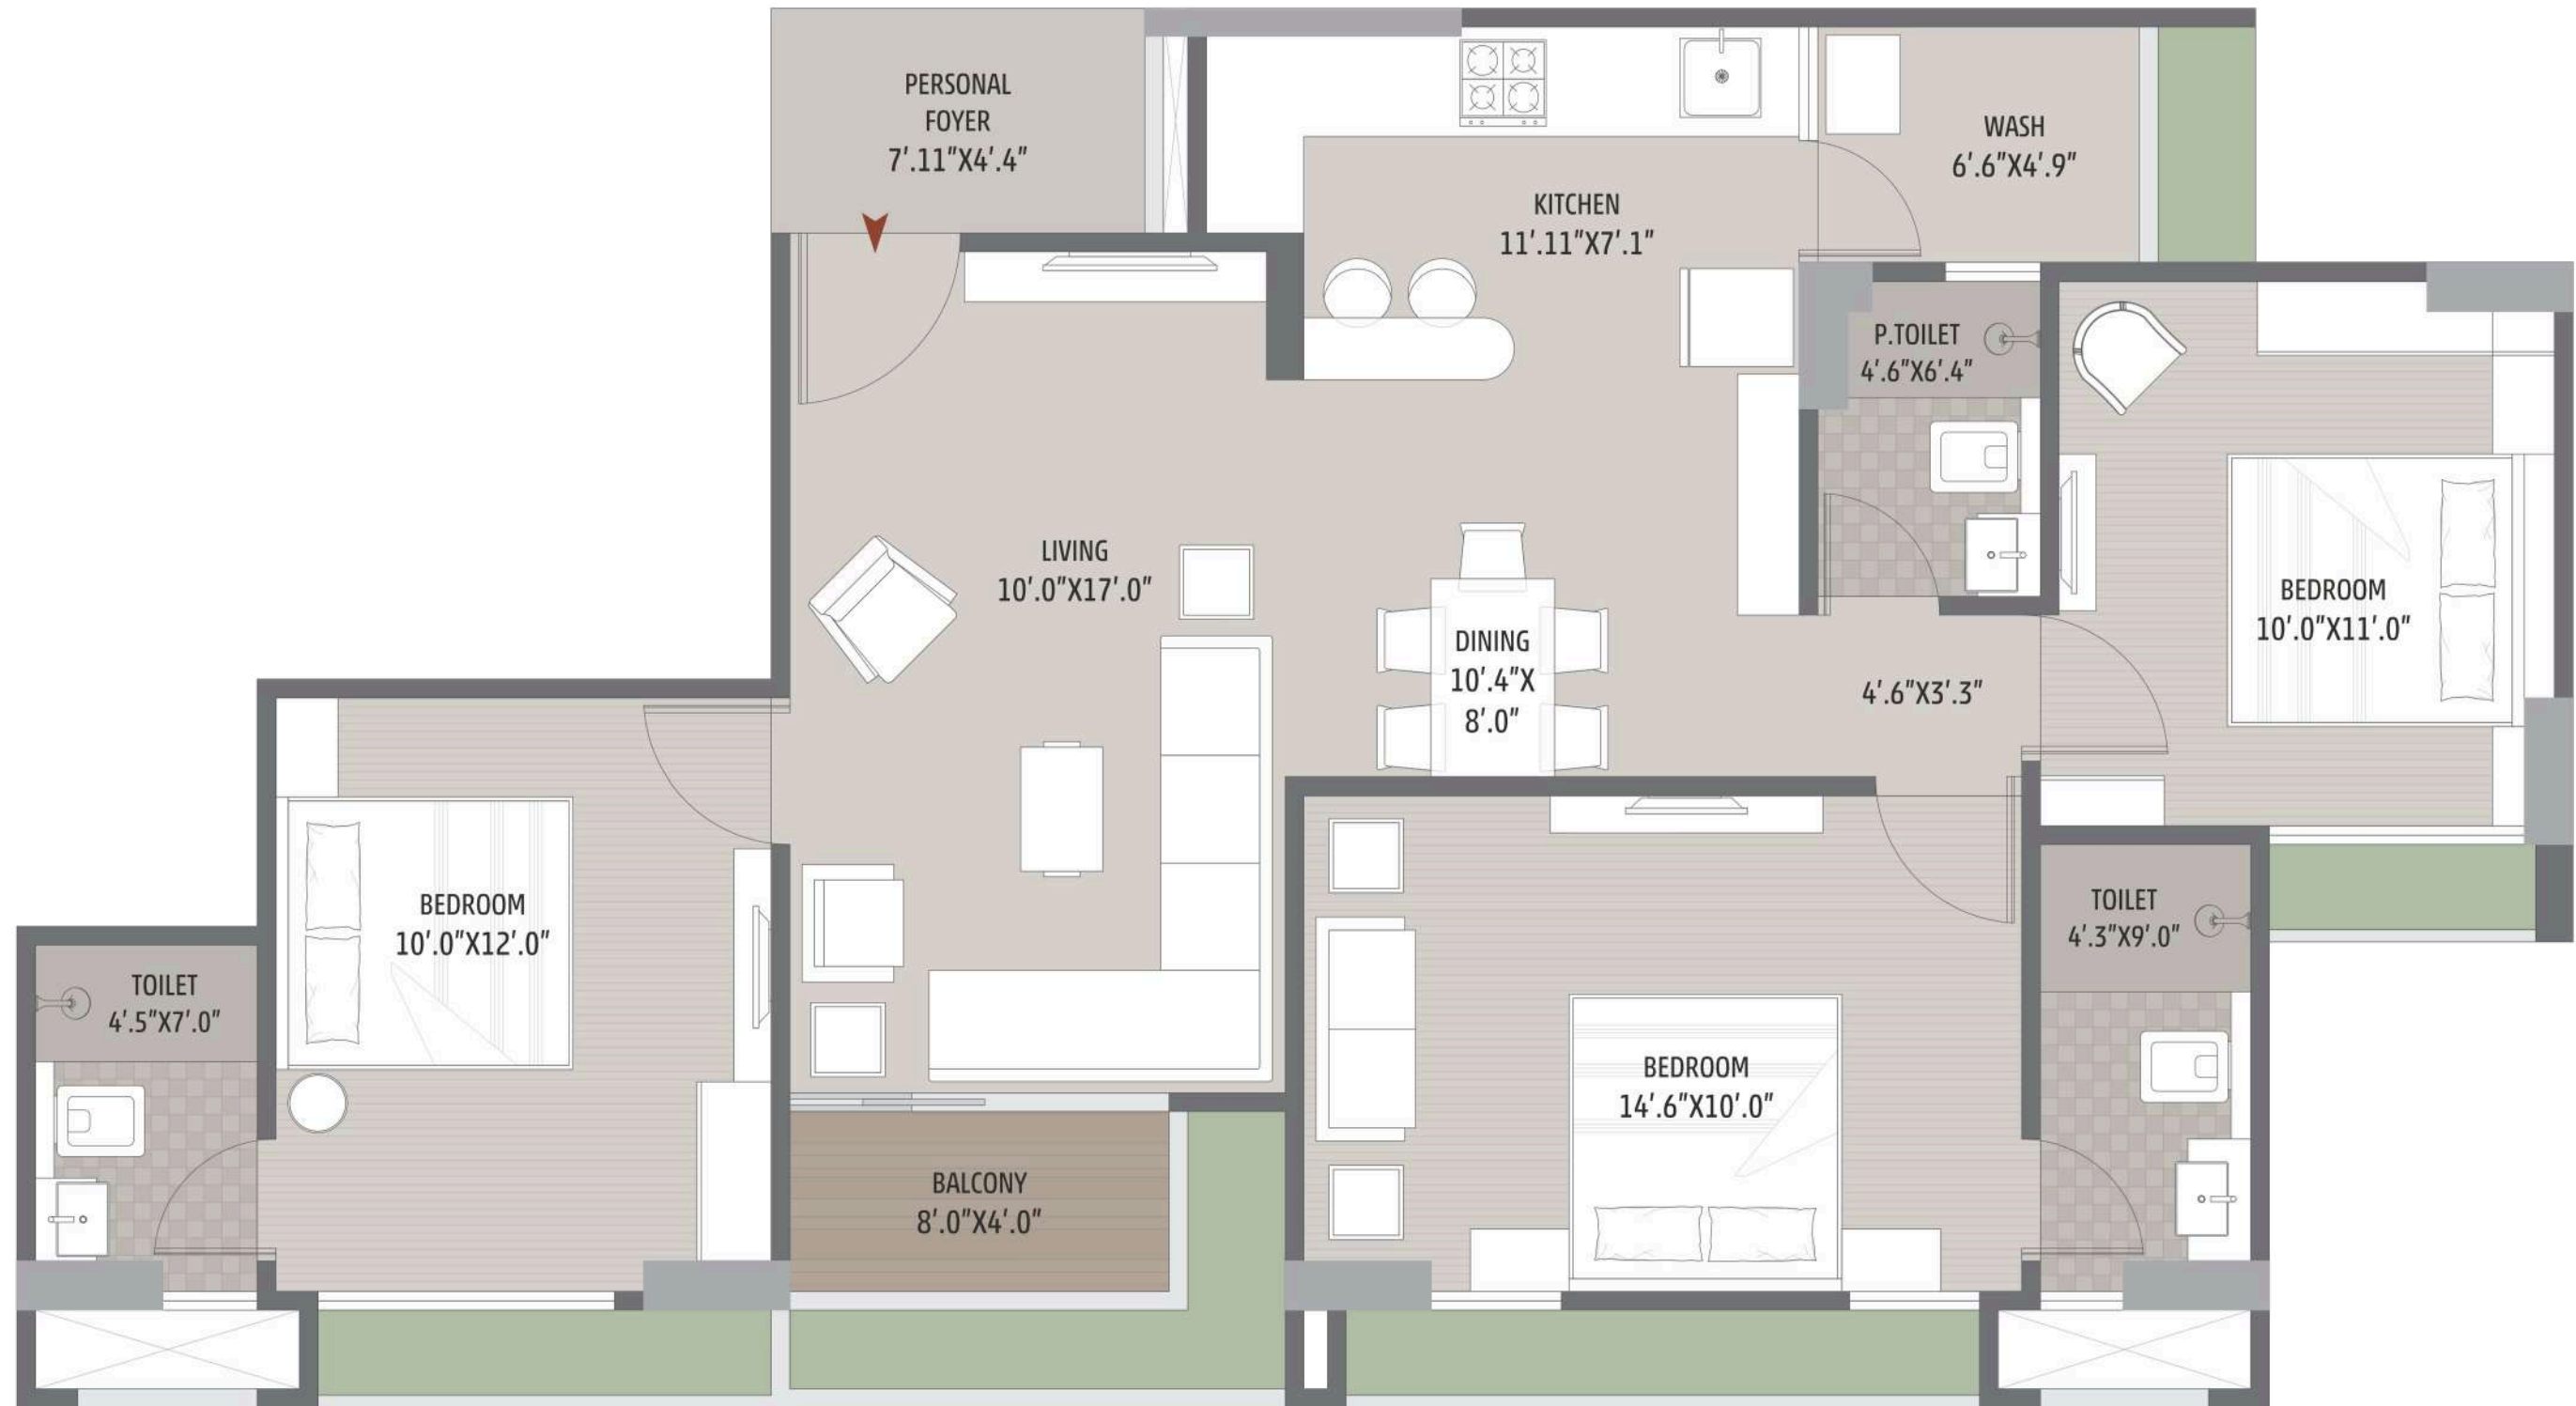 PERSONAL
FOYER
7'.11"X4'.4"
WASH
6'.6"X4'.9"
KITCHEN
11'.11"X7'.1"
P.TOILET
4'.6"X6'.4"
LIVING
10'.0"X17'.0"
BEDROOM
10'.0"X11'.0"
DINING
10'.4"X
8'.0"
4'.6"X3'.3"
BEDROOM
10'.0"X12'.0"
TOILET
4'.3"X9'.0"
TOILET
4'.5"X7'.0"
BEDROOM
14'.6"X10'.0"
BALCONY
8'.0"X4'.0"